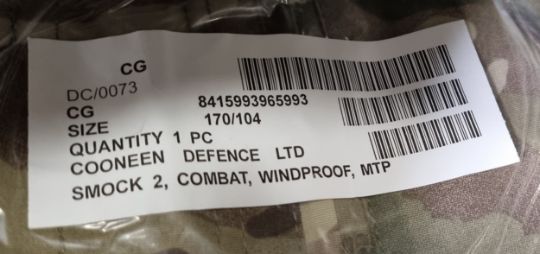 CG
DC/0073
CG 8415993965993
SIZE 170/104
QUANTITY 1 PC
COONEEN DEFENCE LTD
SMOCK 2, COMBAT, WINDPROOF, MTP